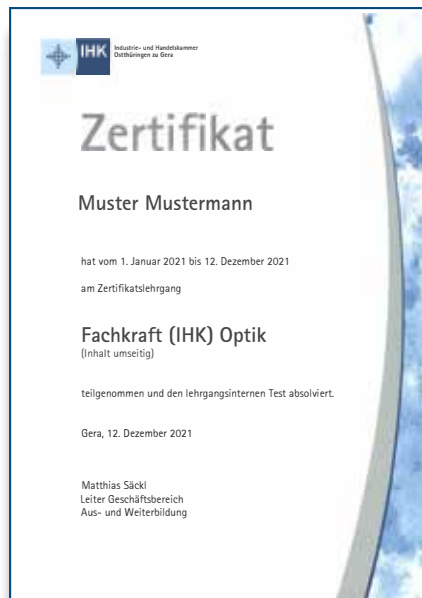 IHK
Industrie- und Handelskammer
Ostthüringen zu Gera
Zertifikat
Muster Mustermann
hat vom 1. Januar 2021 bis 12. Dezember 2021
am Zertifikatslehrgang
Fachkraft (IHK) Optik
(Inhalt umseitig)
teilgenommen und den lehrgangsinternen Test absolviert.
Gera, 12. Dezember 2021
Matthias Säckl
Leiter Geschäftsbereich
Aus- und Weiterbildung